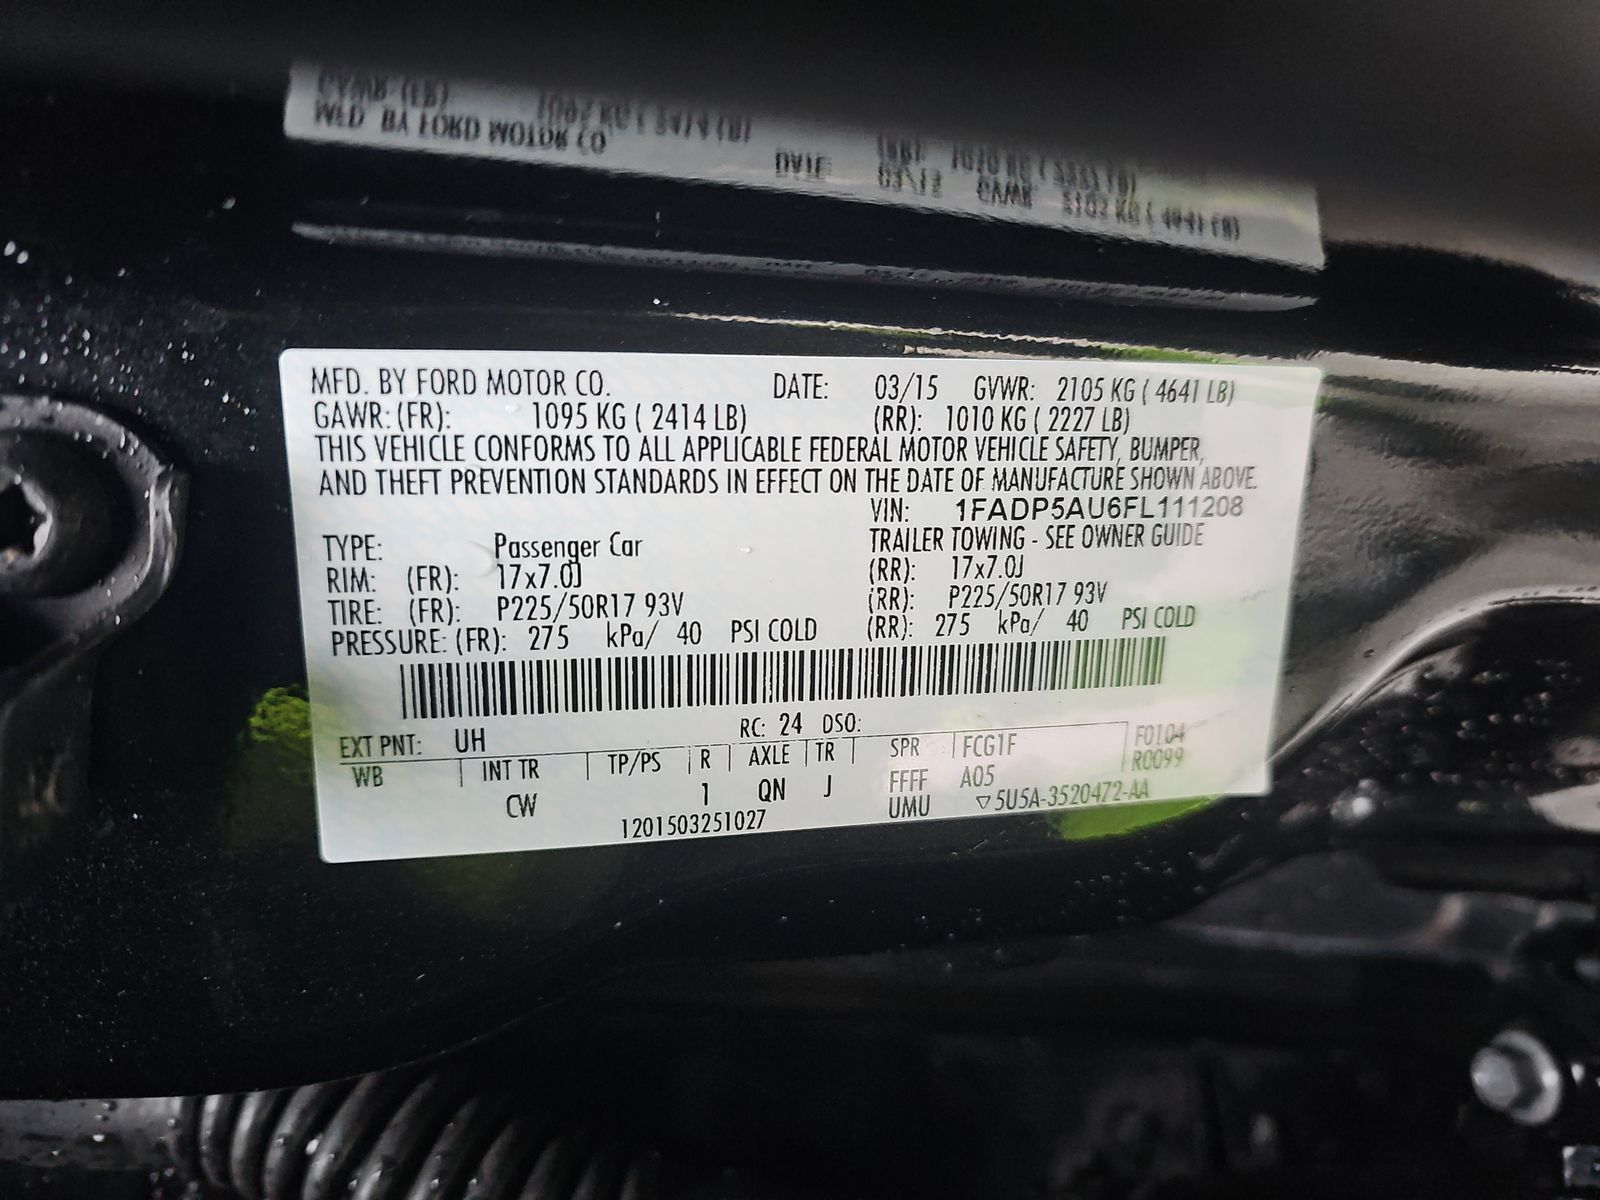 MFD. BY FORD MOTOR CO. DATE: 03/15 GVWR: 2105 KG ( 4641 LB)
GAWR: (FR): 1095 KG ( 2414 LB) (RR): 1010 KG ( 2227 LB)
THIS VEHICLE CONFORMS TO ALL APPLICABLE FEDERAL MOTOR VEHICLE SAFETY, BUMPER,
AND THEFT PREVENTION STANDARDS IN EFFECT ON THE DATE OF MANUFACTURE SHOWN ABOVE.
VIN: 1FADP5AU6FL111208
TYPE: Passenger Car TRAILER TOWING - SEE OWNER GUIDE
RIM: (FR): 17x7.0J (RR): 17x7.0J
TIRE: (FR): P225/50R17 93V (RR): P225/50R17 93V
PRESSURE: (FR): 275 kPa/ 40 PSI COLD (RR): 275 kPa/ 40 PSI COLD
EXT PNT: UH RC: 24 DSO: F0104
WB INT TR TP/PS R AXLE TR SPR FCG1F R0099
CW 1 QN J FFFF A05
UMU ▽5U5A-3520472-AA
1201503251027